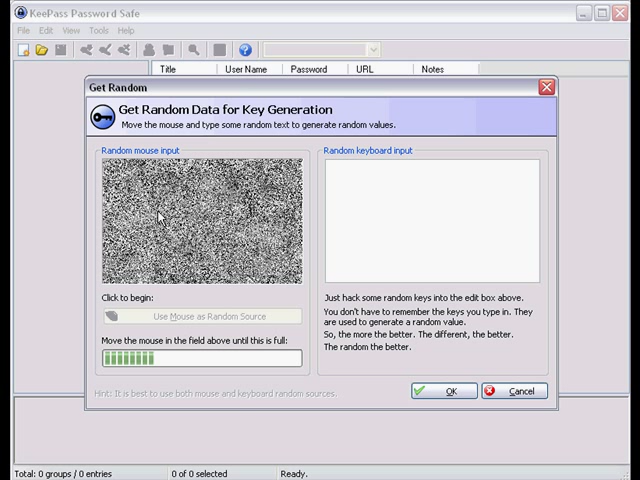 KeePass Password Safe
File Edit View Tools Help
Title User Name Password URL Notes
Get Random
Get Random Data for Key Generation
Move the mouse and type some random text to generate random values.
Random mouse input
Random keyboard input
Click to begin:
Use Mouse as Random Source
Move the mouse in the field above until this is full:
Just hack some random keys into the edit box above.
You don't have to remember the keys you type in. They
are used to generate a random value.
So, the more the better. The different, the better.
The random the better.
Hint: It is best to use both mouse and keyboard random sources.
OK Cancel
Total: 0 groups / 0 entries 0 of 0 selected Ready.